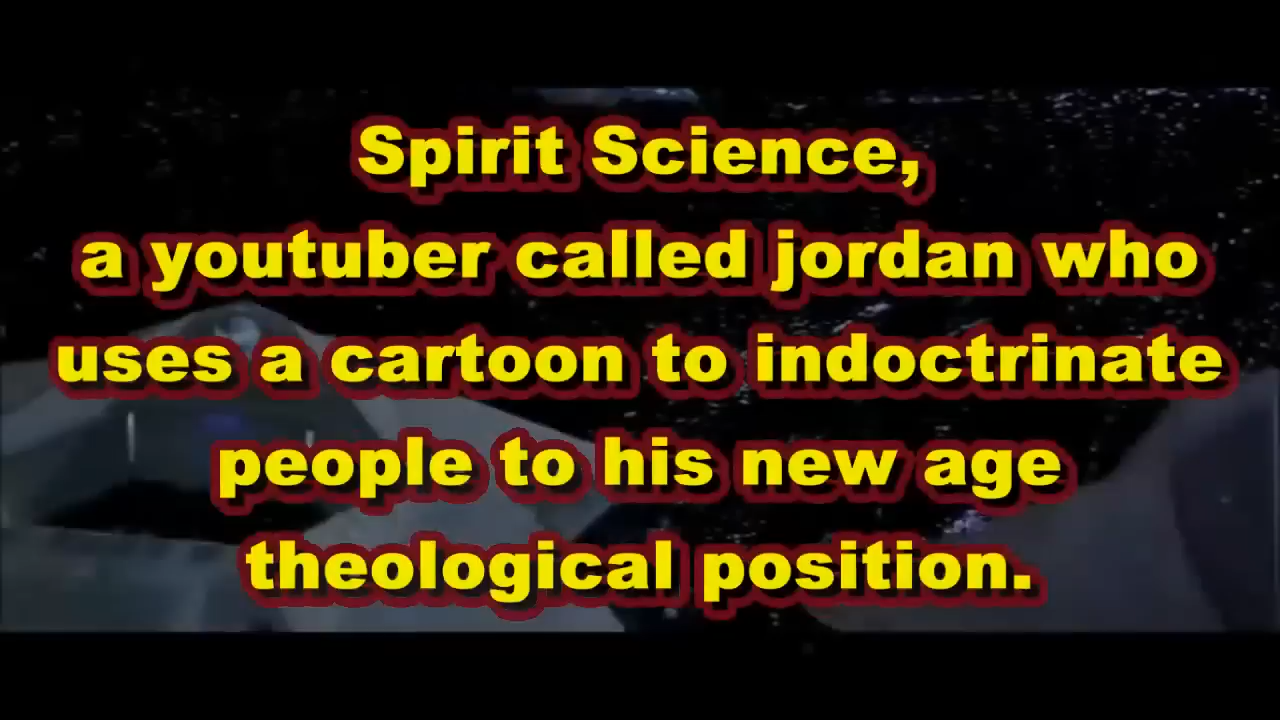 Spirit Science,
a youtuber called jordan who
uses a cartoon to indoctrinate
people to his new age
theological position.